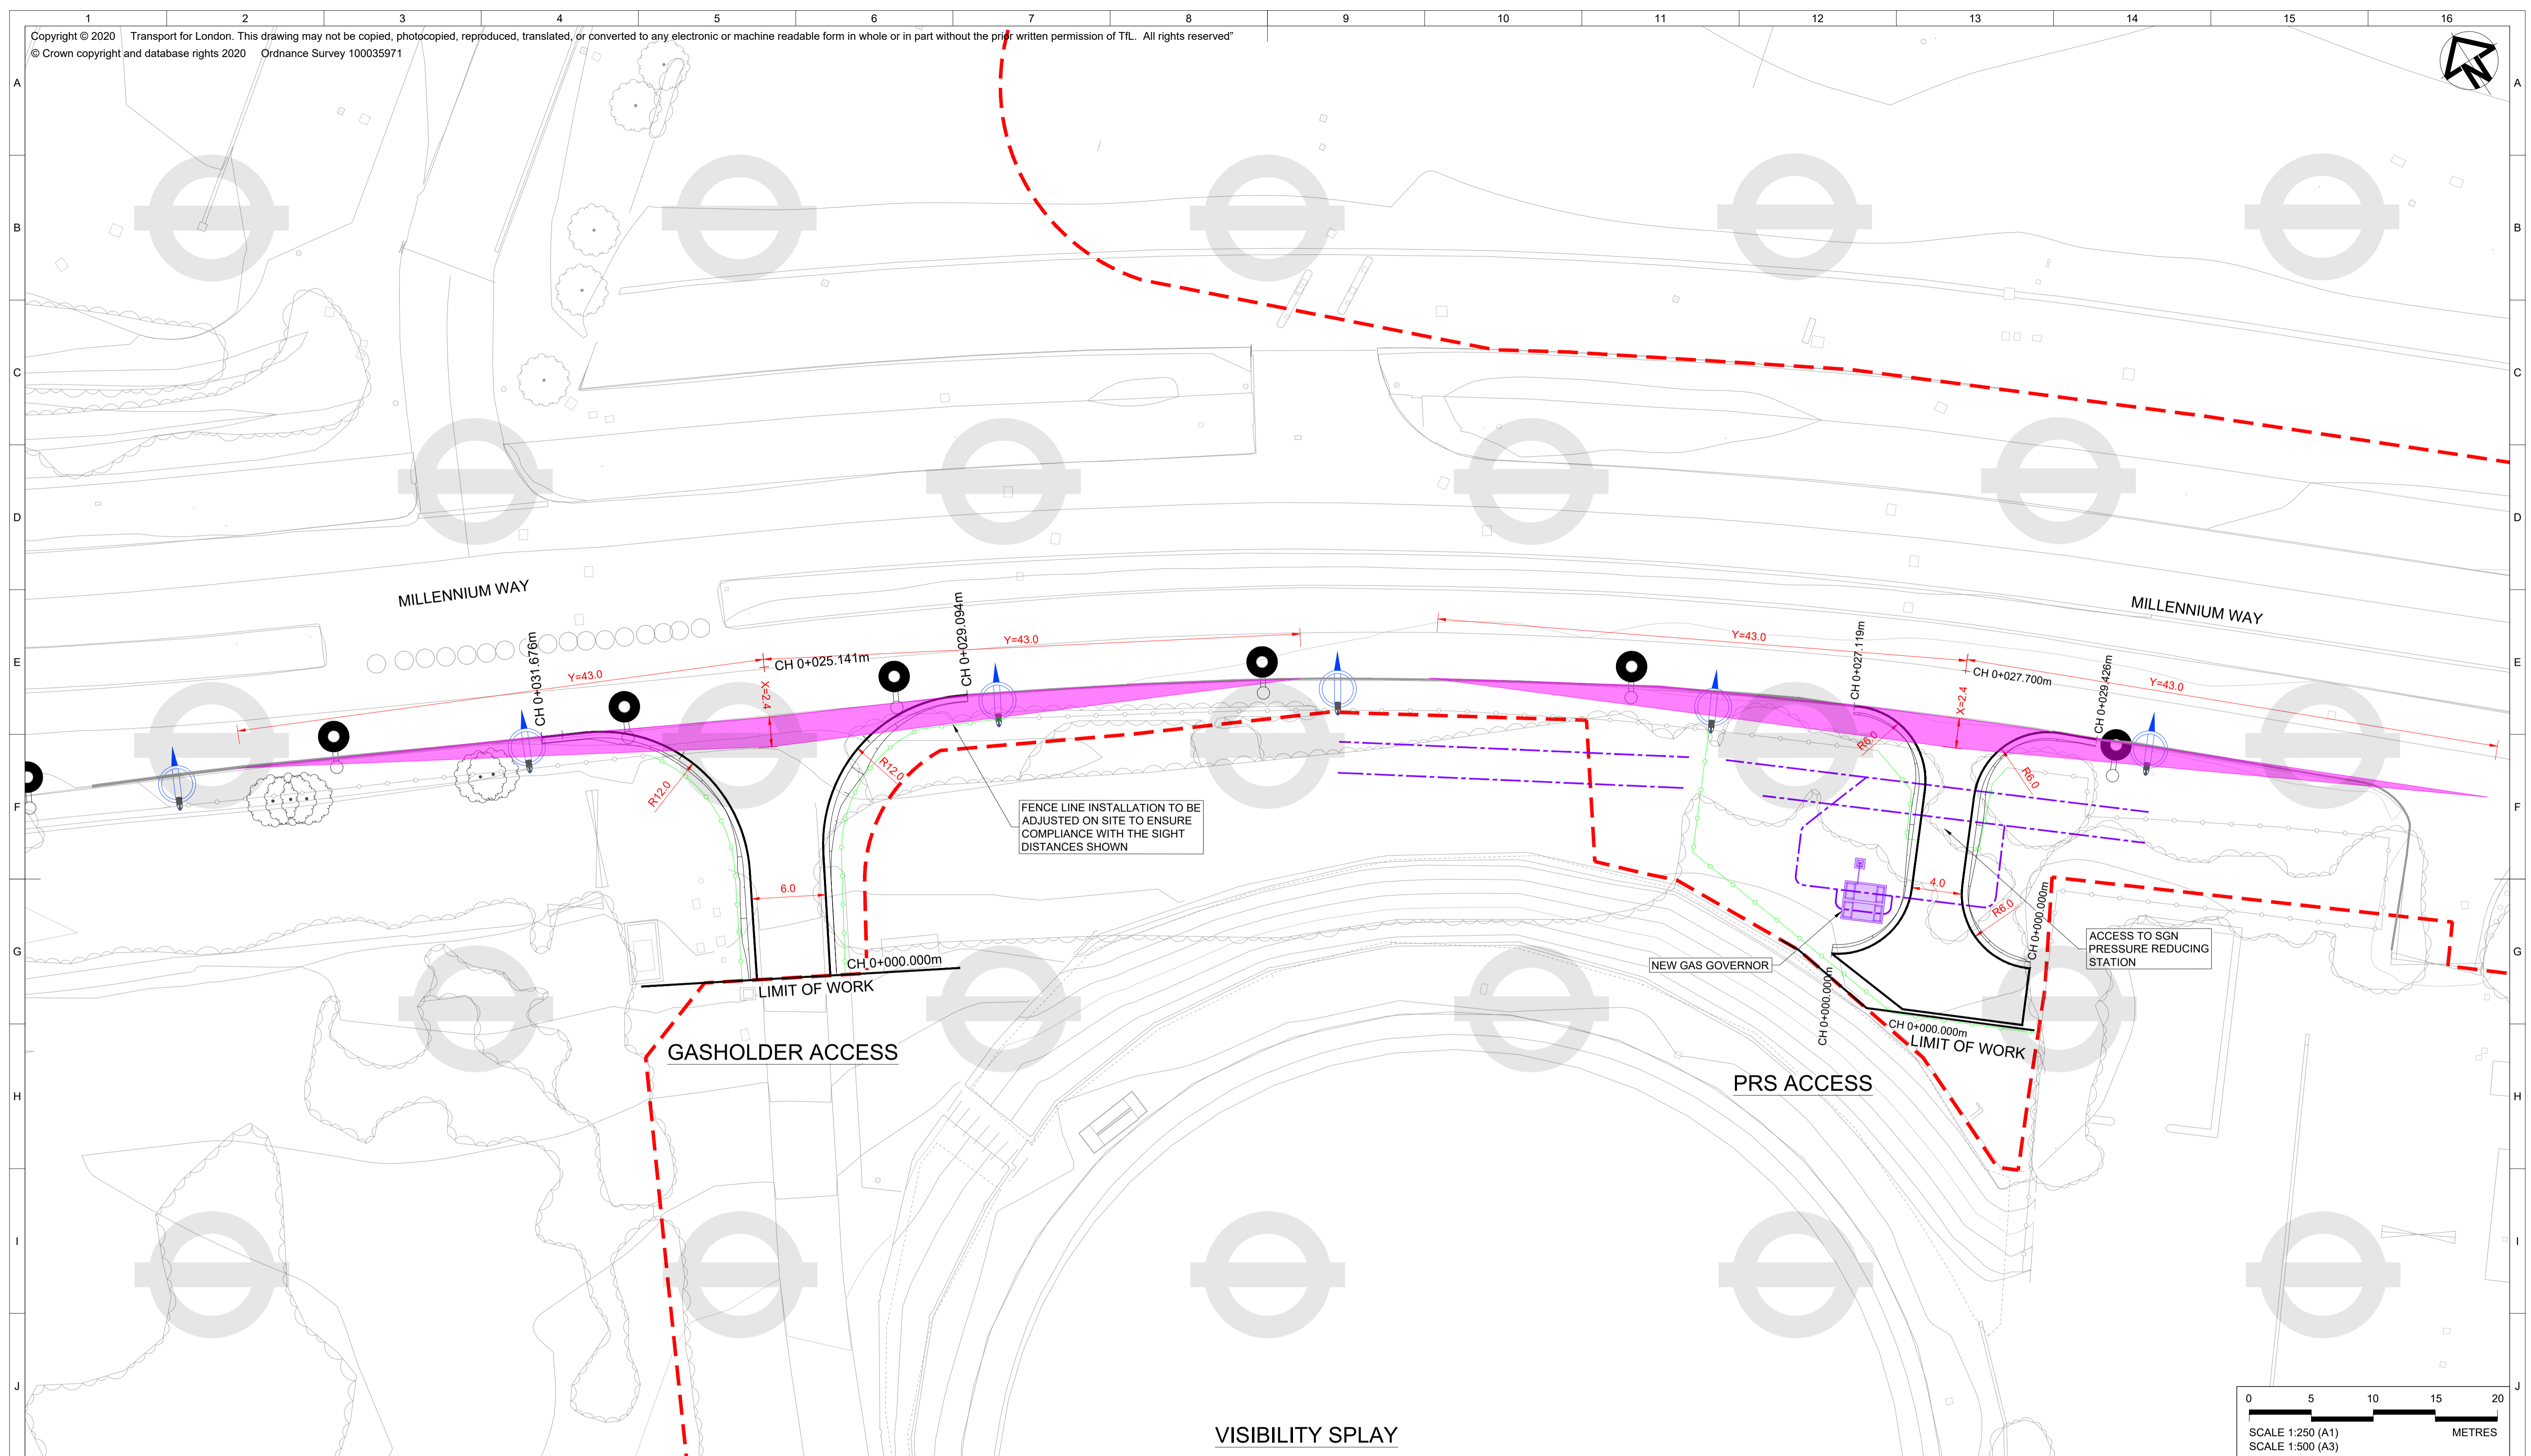 1 2 3 4 5 6 7 8 9 10 11 12 13 14 15 16
Copyright © 2020 Transport for London. This drawing may not be copied, photocopied, reproduced, translated, or converted to any electronic or machine readable form in whole or in part without the prior written permission of TfL. All rights reserved"
© Crown copyright and database rights 2020 Ordnance Survey 100035971
N
A A
B B
C C
D D
E E
F F
G G
H H
I I
J J
MILLENNIUM WAY
MILLENNIUM WAY
CH 0+031.676m
Y=43.0
X=2.4
CH 0+025.141m
CH 0+029.094m
Y=43.0
Y=43.0
CH 0+027.119m
X=2.4
CH 0+027.700m
CH 0+029.426m
Y=43.0
R12.0
R12.0
R6.0
R6.0
FENCE LINE INSTALLATION TO BE
ADJUSTED ON SITE TO ENSURE
COMPLIANCE WITH THE SIGHT
DISTANCES SHOWN
6.0
4.0
R6.0
CH 0+000.000m
LIMIT OF WORK
GASHOLDER ACCESS
NEW GAS GOVERNOR
CH 0+000.000m
CH 0+000.000m
ACCESS TO SGN
PRESSURE REDUCING
STATION
CH 0+000.000m
LIMIT OF WORK
PRS ACCESS
VISIBILITY SPLAY
0 5 10 15 20
SCALE 1:250 (A1) METRES
SCALE 1:500 (A3)